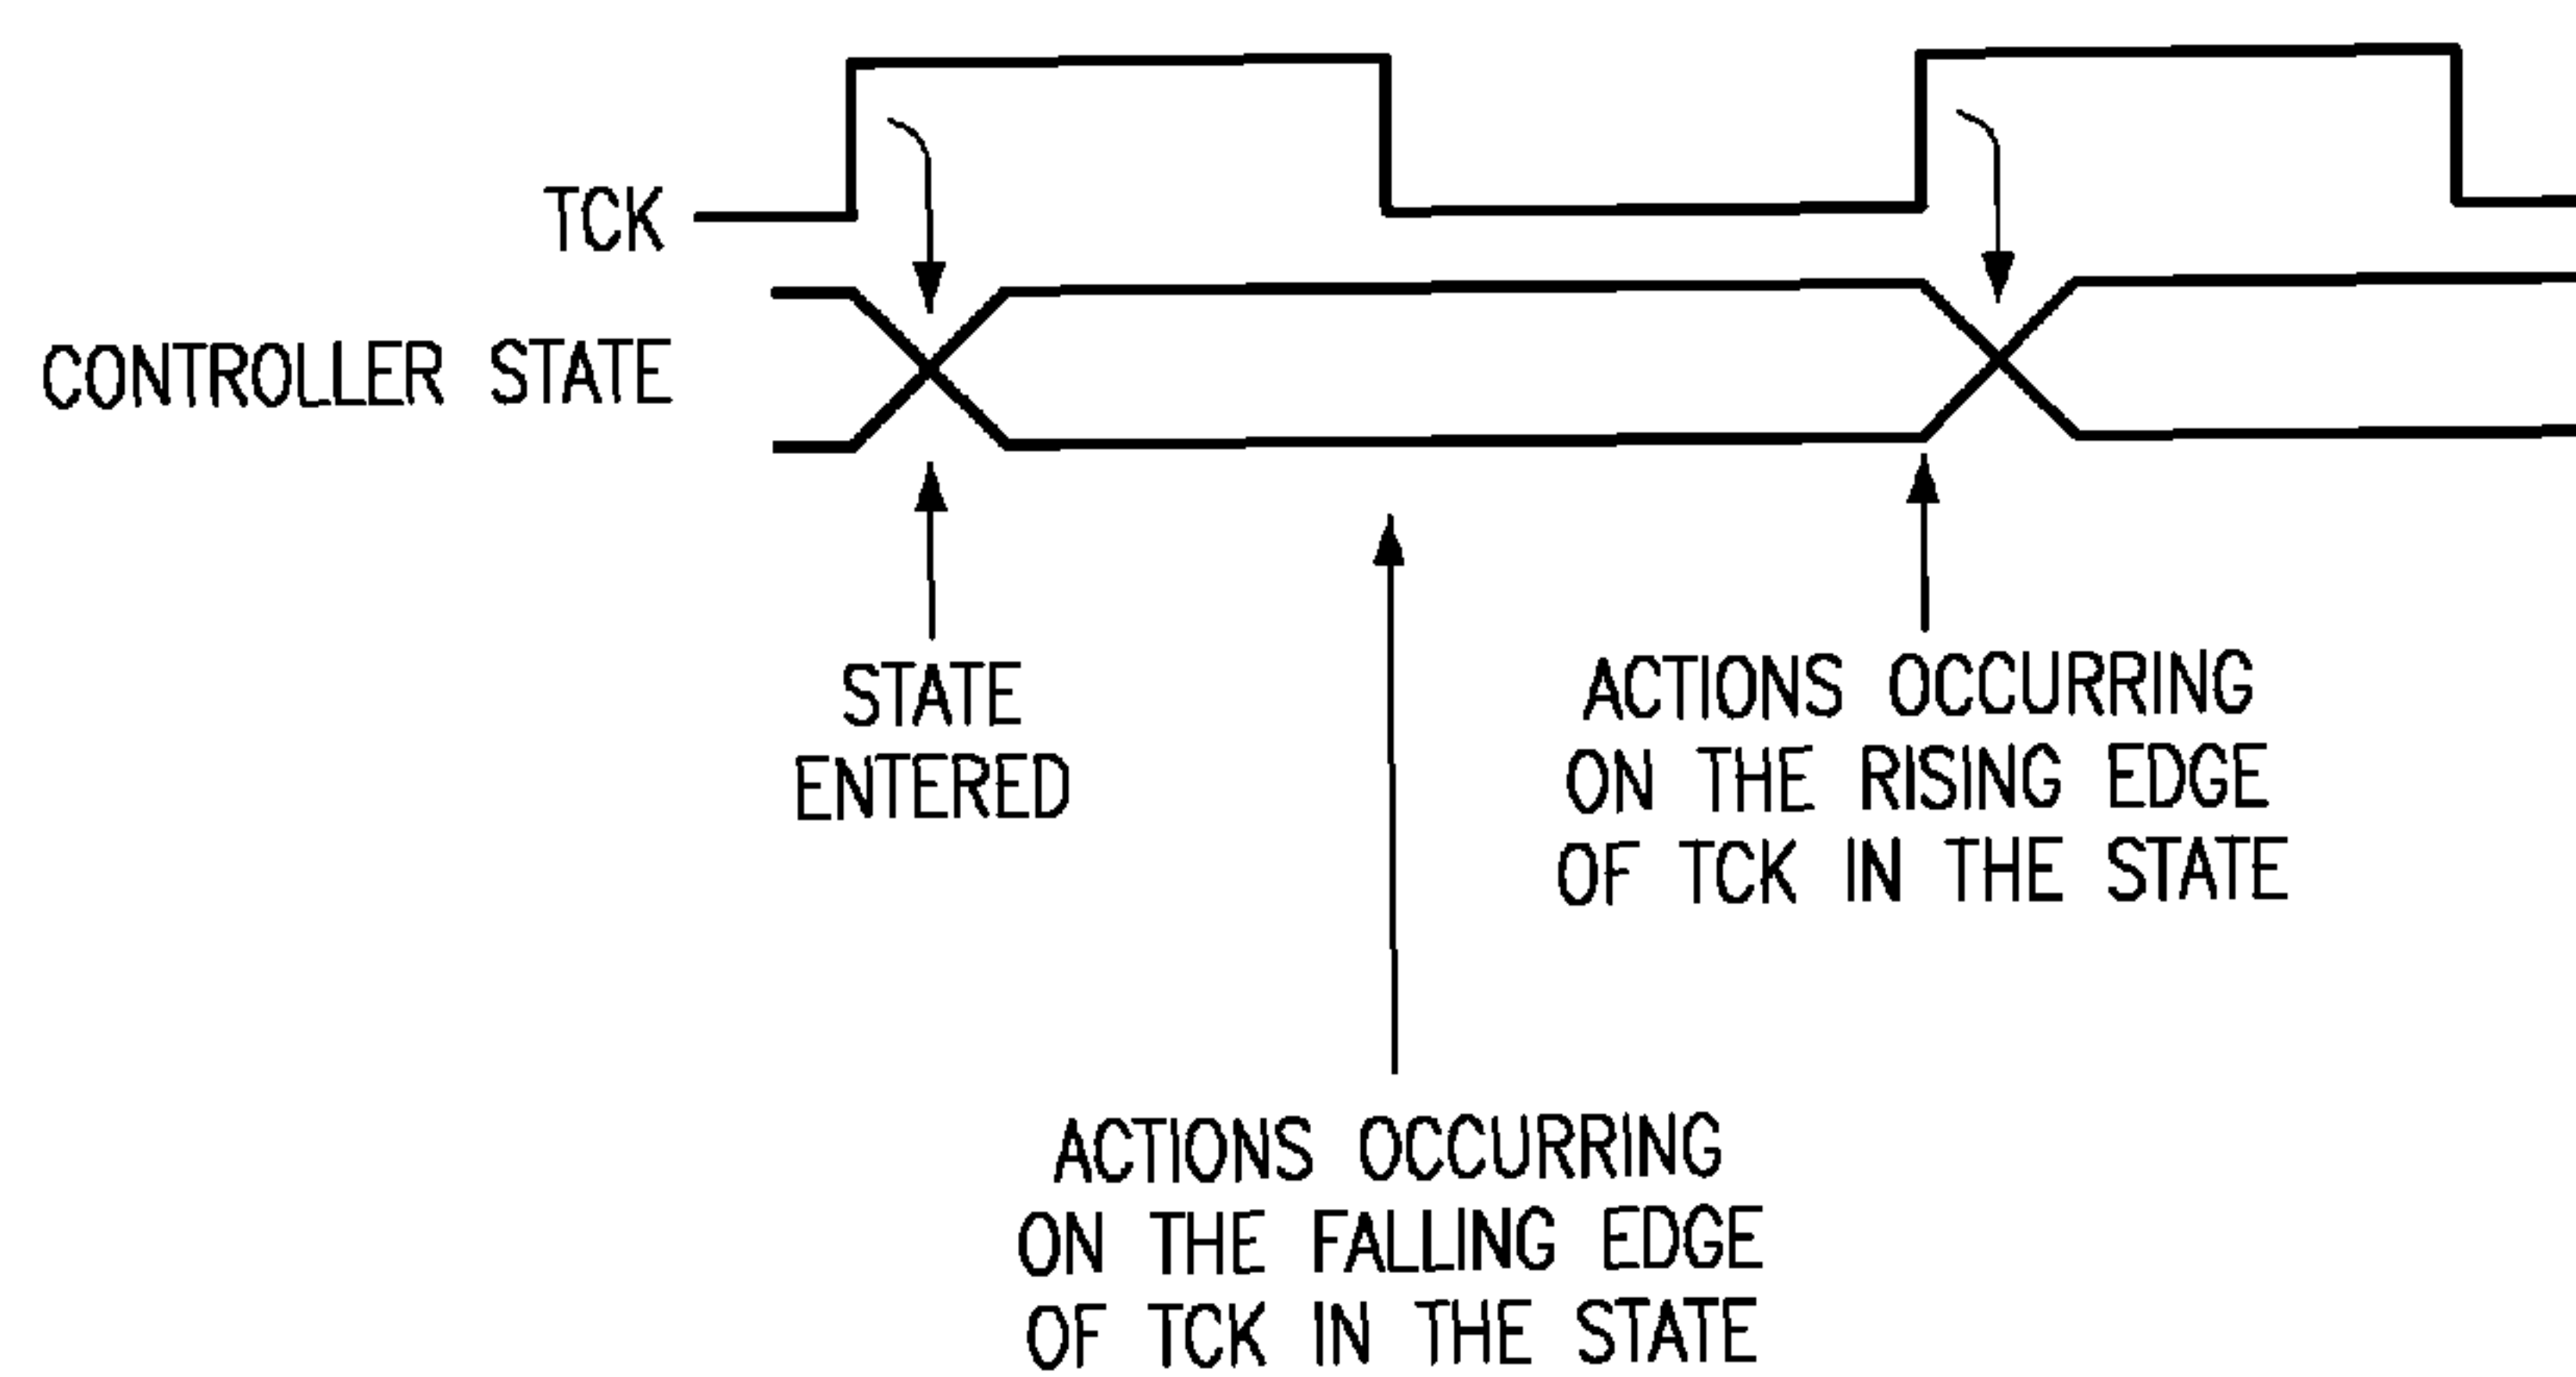 TCK
CONTROLLER STATE
STATE
ENTERED
ACTIONS OCCURRING
ON THE RISING EDGE
OF TCK IN THE STATE
ACTIONS OCCURRING
ON THE FALLING EDGE
OF TCK IN THE STATE